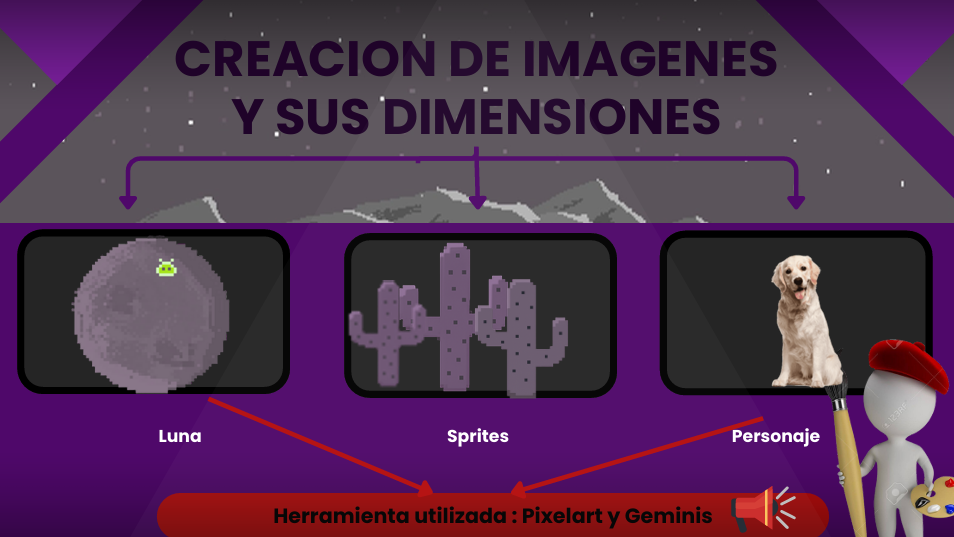 CREACION DE IMAGENES
Y SUS DIMENSIONES
Luna
Sprites
Personaje
Herramienta utilizada : Pixelart y Geminis